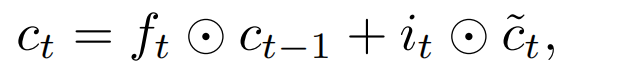 c_t = f_t ⊙ c_{t−1} + i_t ⊙ c̃_t,